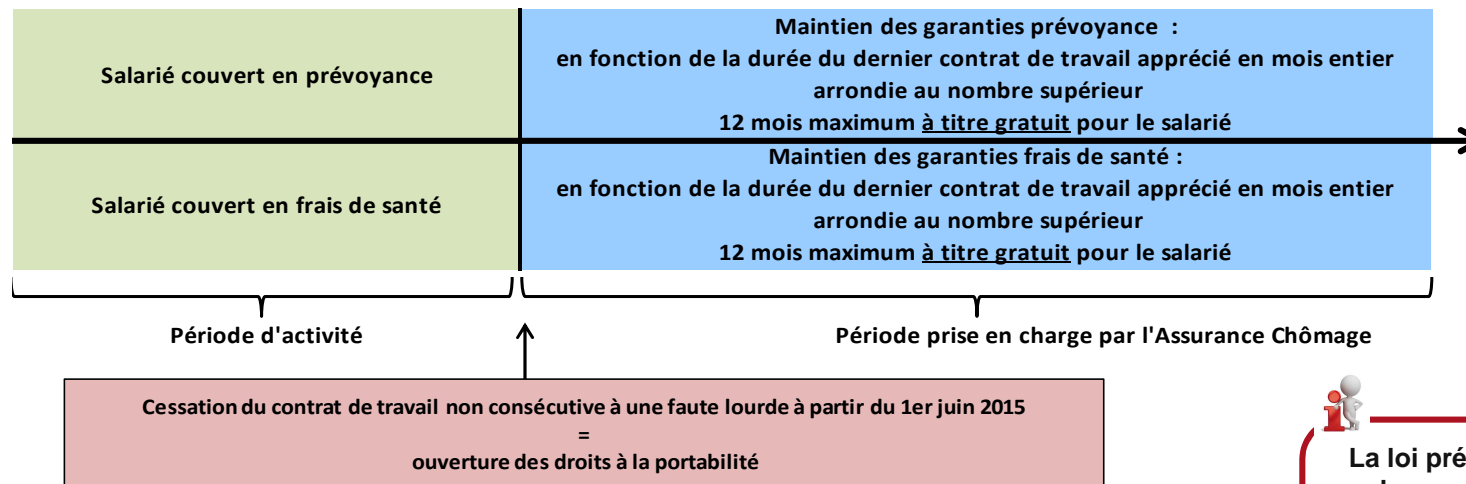 Salarié couvert en prévoyance
Maintien des garanties prévoyance :
en fonction de la durée du dernier contrat de travail apprécié en mois entier
arrondie au nombre supérieur
12 mois maximum à titre gratuit pour le salarié
Salarié couvert en frais de santé
Maintien des garanties frais de santé :
en fonction de la durée du dernier contrat de travail apprécié en mois entier
arrondie au nombre supérieur
12 mois maximum à titre gratuit pour le salarié
Période d'activité
Période prise en charge par l'Assurance Chômage
Cessation du contrat de travail non consécutive à une faute lourde à partir du 1er juin 2015
=
ouverture des droits à la portabilité
La loi pré